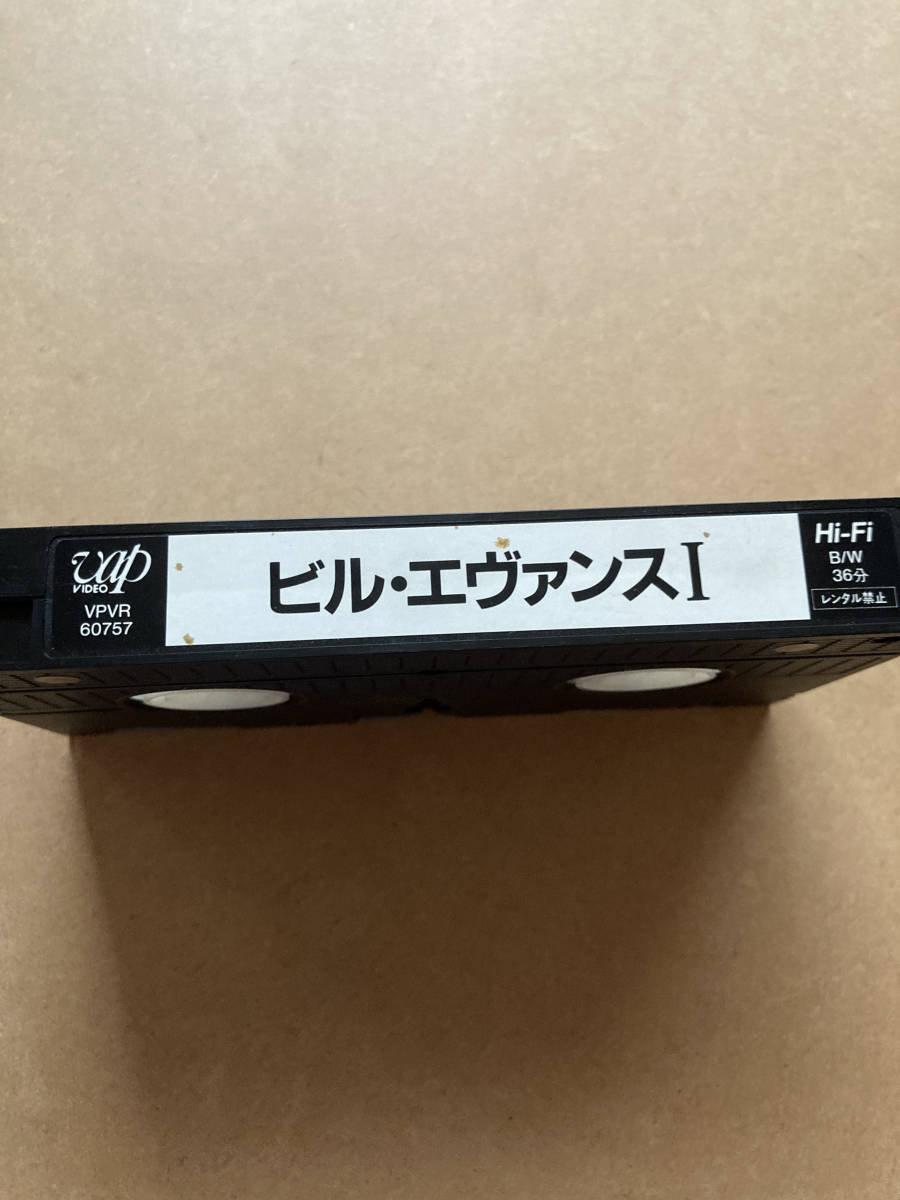 vap
VIDEO
VPVR
60757
ビル・エヴァンスI
Hi-Fi
B/W
36分
レンタル禁止